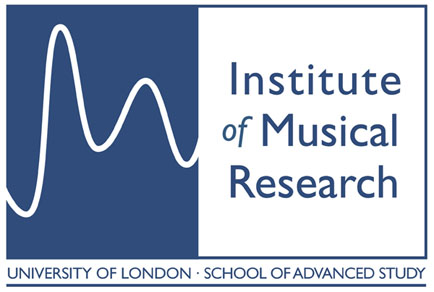 Institute
of Musical
Research
UNIVERSITY OF LONDON · SCHOOL OF ADVANCED STUDY